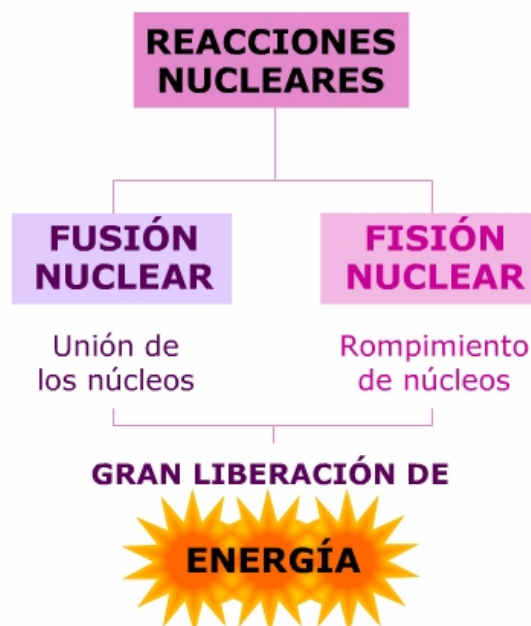 REACCIONES
NUCLEARES
FUSIÓN
NUCLEAR
FISIÓN
NUCLEAR
Unión de
los núcleos
Rompimiento
de núcleos
GRAN LIBERACIÓN DE
ENERGÍA